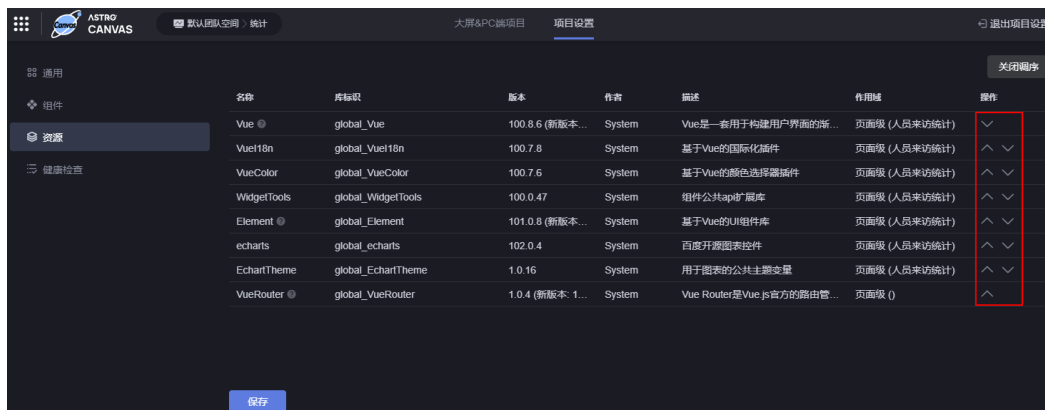 ASTRO
CANVAS
Canvas
默认团队空间 > 统计
大屏&PC端项目
项目设置
退出项目设置
关闭调序
通用
组件
资源
健康检查
名称 库标识 版本 作者 描述 作用域 操作
Vue global_Vue 100.8.6 (新版本... System Vue是一套用于构建用户界面的渐... 页面级 (人员来访统计)
VueI18n global_VueI18n 100.7.8 System 基于Vue的国际化插件 页面级 (人员来访统计)
VueColor global_VueColor 100.7.6 System 基于Vue的颜色选择器插件 页面级 (人员来访统计)
WidgetTools global_WidgetTools 100.0.47 System 组件公共api扩展库 页面级 (人员来访统计)
Element global_Element 101.0.8 (新版本... System 基于Vue的UI组件库 页面级 (人员来访统计)
echarts global_echarts 102.0.4 System 百度开源图表控件 页面级 (人员来访统计)
EchartTheme global_EchartTheme 1.0.16 System 用于图表的公共主题变量 页面级 (人员来访统计)
VueRouter global_VueRouter 1.0.4 (新版本: 1... System Vue Router是Vue.js官方的路由管... 页面级 ()
保存